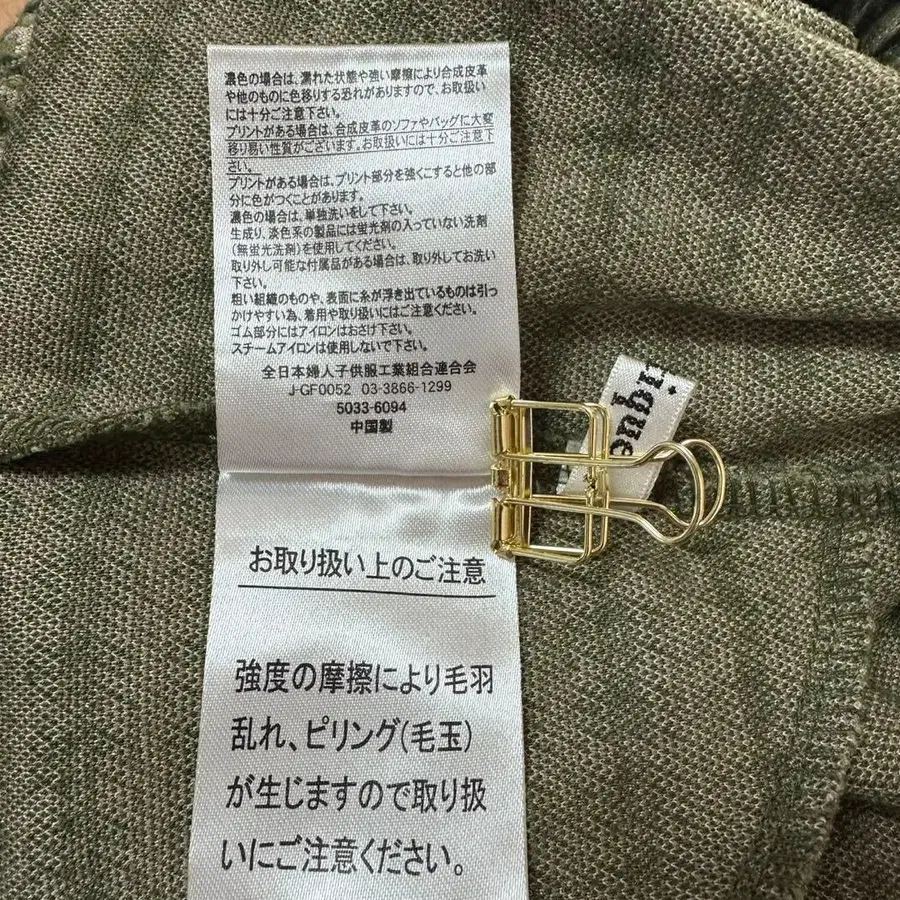 濃色の場合は、濡れた状態や強い摩擦により合成皮革
や他のものに色移りする恐れがありますので、お取扱い
には十分ご注意下さい。
プリントがある場合は、合成皮革のソファやバッグに大変
移り易い性質がございます。お取扱いには十分ご注意下
さい。
プリントがある場合は、プリント部分を強くこすると他の部
分に色がつくことがあります。
濃色の場合は、単独洗いをして下さい。
生成り、淡色系の製品には蛍光剤の入っていない洗剤
(無蛍光洗剤)を使用してください。
取り外し可能な付属品がある場合は、取り外してお洗い
下さい。
粗い組織のものや、表面に糸が浮き出ているものは引っ
かけやすい為、着用や取り扱いにはご注意ください。
ゴム部分にはアイロンはおさけ下さい。
スチームアイロンは使用しないで下さい。
全日本婦人子供服工業組合連合会
J-GF0052 03-3866-1299
5033-6094
中国製
お取り扱い上のご注意
強度の摩擦により毛羽
乱れ、ピリング(毛玉)
が生じますので取り扱
いにご注意ください。